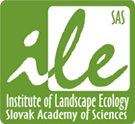 SAS
ile
Institute of Landscape Ecology
Slovak Academy of Sciences